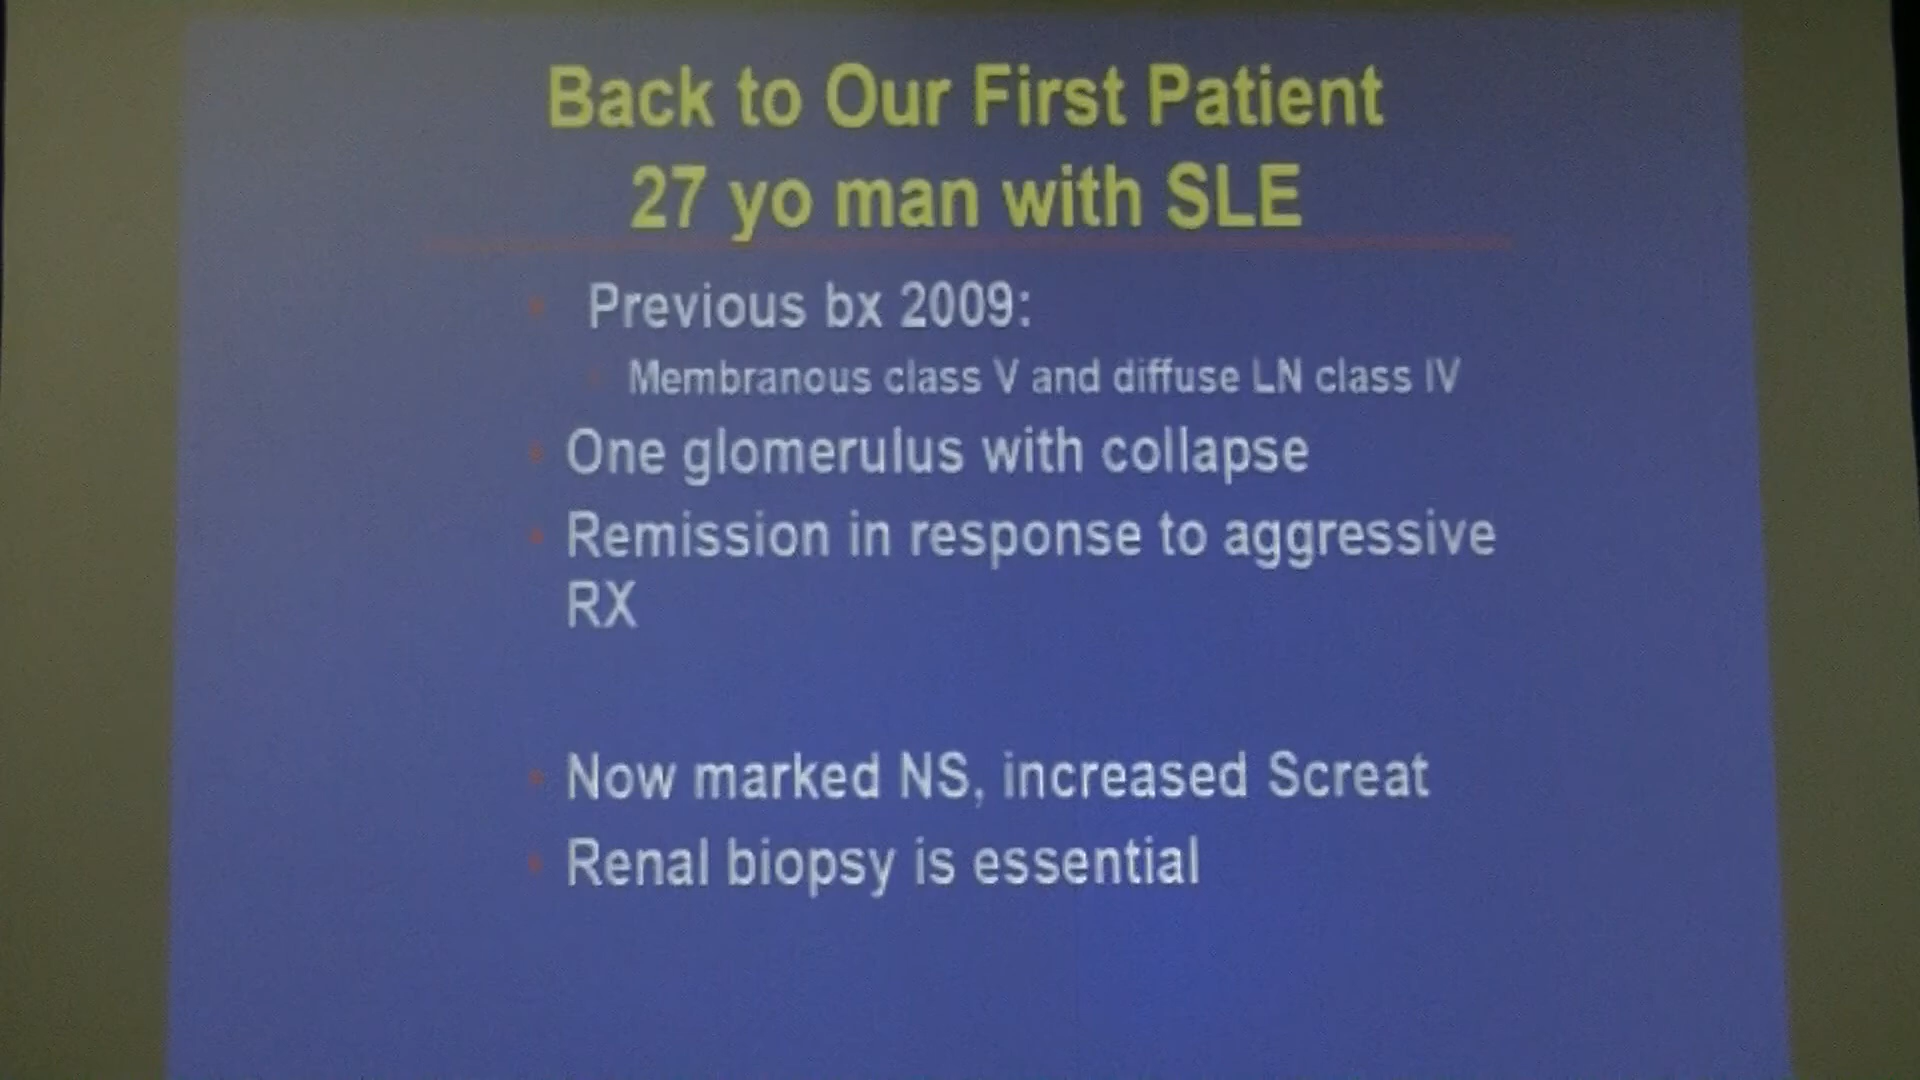 Back to Our First Patient
27 yo man with SLE
Previous bx 2009:
Membranous class V and diffuse LN class IV
One glomerulus with collapse
Remission in response to aggressive
RX
Now marked NS, increased Screat
Renal biopsy is essential